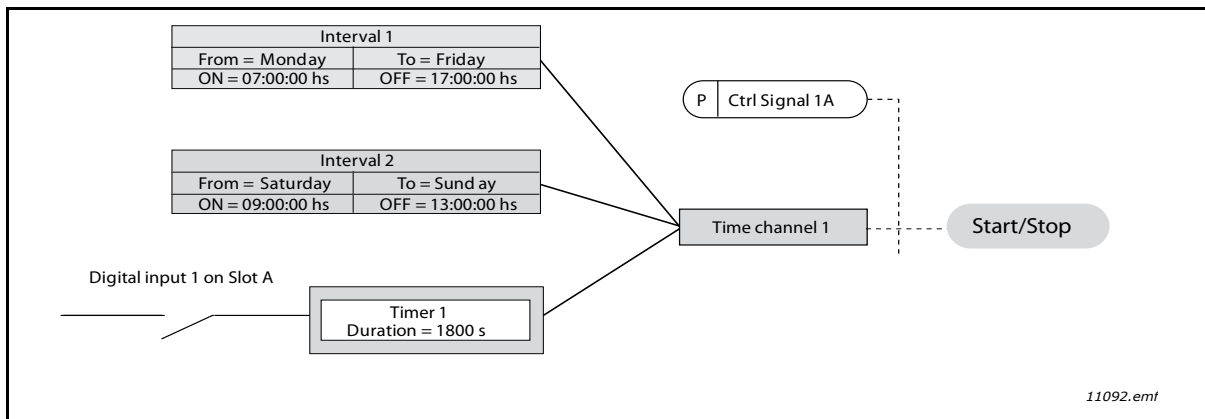 Interval 1
From = Monday To = Friday
ON = 07:00:00 hs OFF = 17:00:00 hs
P Ctrl Signal 1A
Interval 2
From = Saturday To = Sunday
ON = 09:00:00 hs OFF = 13:00:00 hs
Time channel 1
Start/Stop
Digital input 1 on Slot A
Timer 1
Duration = 1800 s
11092.emf